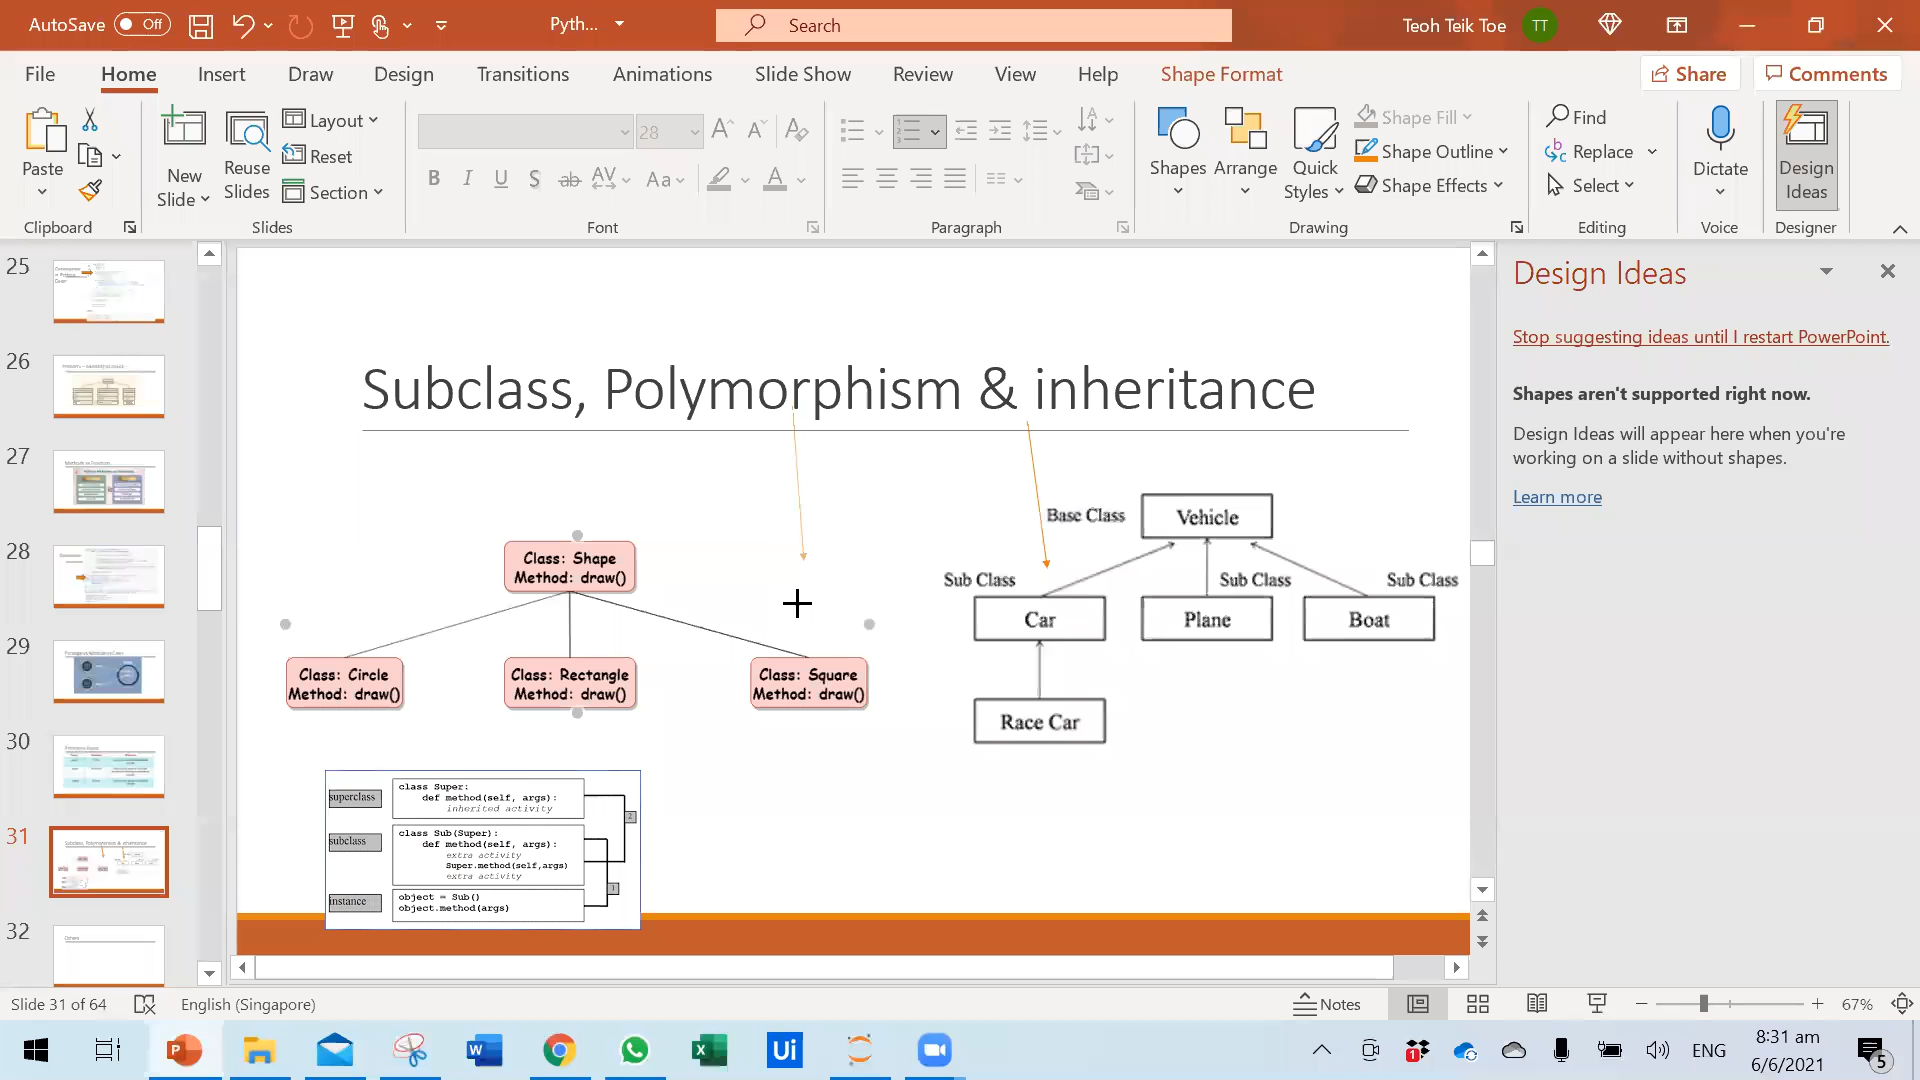 AutoSave Off Pyth... Search Teoh Teik Toe TT
File Home Insert Draw Design Transitions Animations Slide Show Review View Help Shape Format Share Comments
Paste
New Slide
Reuse Slides
Layout
Reset
Section
28
Aa
Shapes
Arrange
Quick Styles
Shape Fill
Shape Outline
Shape Effects
Find
Replace
Select
Dictate
Design Ideas
Clipboard Slides Font Paragraph Drawing Editing Voice Designer
25
26
27
28
29
30
31
32
Subclass, Polymorphism & inheritance
Class: Shape
Method: draw()
Class: Circle
Method: draw()
Class: Rectangle
Method: draw()
Class: Square
Method: draw()
Base Class
Vehicle
Sub Class
Sub Class
Sub Class
Car
Plane
Boat
Race Car
superclass
class Super:
def method(self, args):
inherited activity
2
subclass
class Sub(Super):
def method(self, args):
extra activity
Super.method(self,args)
extra activity
1
instance
object = Sub()
object.method(args)
Design Ideas
Stop suggesting ideas until I restart PowerPoint.
Shapes aren't supported right now.
Design Ideas will appear here when you're
working on a slide without shapes.
Learn more
Slide 31 of 64 English (Singapore) Notes 67%
Ui
1
ENG
8:31 am
6/6/2021
5